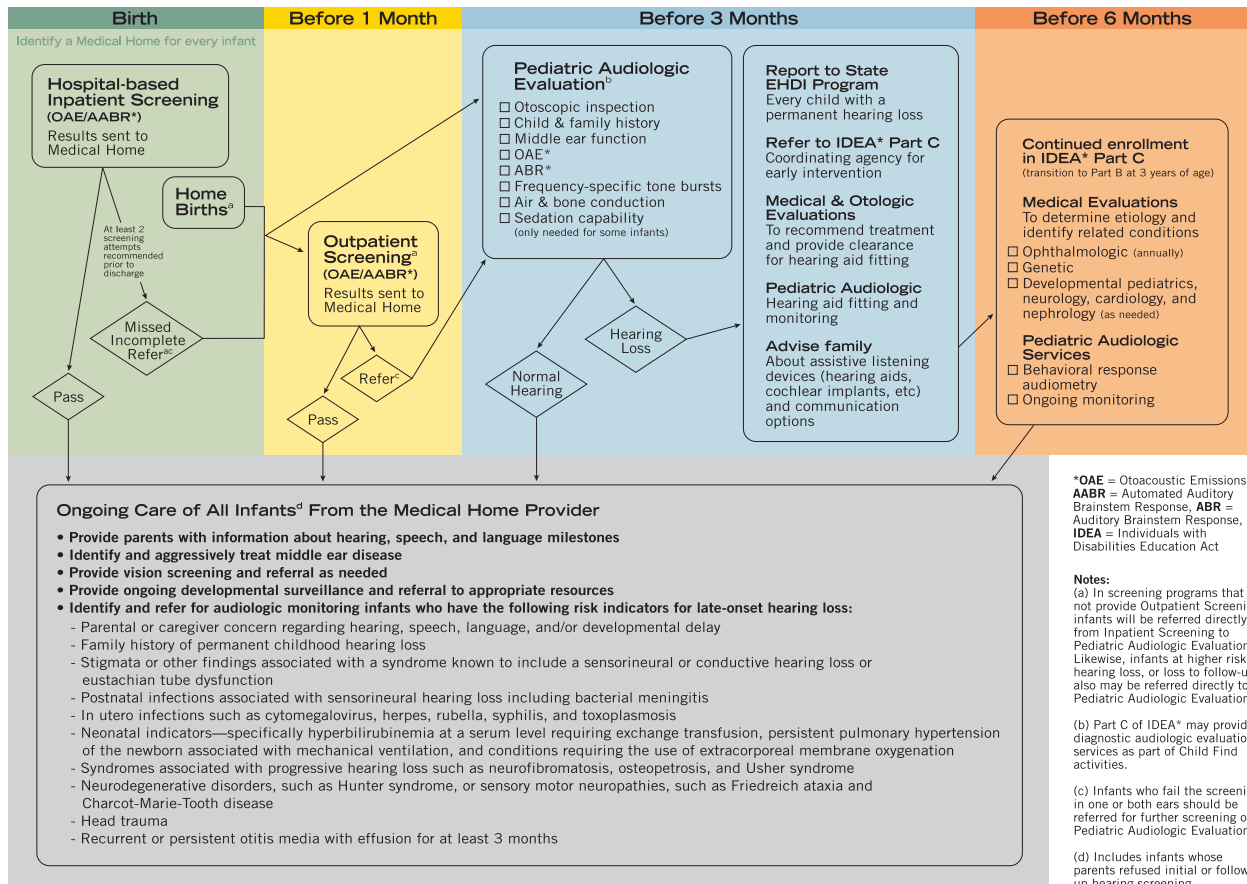 Birth
Before 1 Month
Before 3 Months
Before 6 Months
Identify a Medical Home for every infant
Hospital-based
Inpatient Screening
(OAE/AABR*)
Results sent to
Medical Home
Home
Births a
At least 2
screening
attempts
recommended
prior to
discharge
Missed
Incomplete
Refer ac
Pass
Outpatient
Screening a
(OAE/AABR*)
Results sent to
Medical Home
Refer c
Pass
Pediatric Audiologic
Evaluation b
☐ Otoscopic inspection
☐ Child & family history
☐ Middle ear function
☐ OAE*
☐ ABR*
☐ Frequency-specific tone bursts
☐ Air & bone conduction
☐ Sedation capability
(only needed for some infants)
Hearing
Loss
Normal
Hearing
Report to State
EHDI Program
Every child with a
permanent hearing loss
Refer to IDEA* Part C
Coordinating agency for
early intervention
Medical & Otologic
Evaluations
To recommend treatment
and provide clearance
for hearing aid fitting
Pediatric Audiologic
Hearing aid fitting and
monitoring
Advise family
About assistive listening
devices (hearing aids,
cochlear implants, etc)
and communication
options
Continued enrollment
in IDEA* Part C
(transition to Part B at 3 years of age)
Medical Evaluations
To determine etiology and
identify related conditions
☐ Ophthalmologic (annually)
☐ Genetic
☐ Developmental pediatrics,
neurology, cardiology, and
nephrology (as needed)
Pediatric Audiologic
Services
☐ Behavioral response
audiometry
☐ Ongoing monitoring
Ongoing Care of All Infants d From the Medical Home Provider
• Provide parents with information about hearing, speech, and language milestones
• Identify and aggressively treat middle ear disease
• Provide vision screening and referral as needed
• Provide ongoing developmental surveillance and referral to appropriate resources
• Identify and refer for audiologic monitoring infants who have the following risk indicators for late-onset hearing loss:
- Parental or caregiver concern regarding hearing, speech, language, and/or developmental delay
- Family history of permanent childhood hearing loss
- Stigmata or other findings associated with a syndrome known to include a sensorineural or conductive hearing loss or
eustachian tube dysfunction
- Postnatal infections associated with sensorineural hearing loss including bacterial meningitis
- In utero infections such as cytomegalovirus, herpes, rubella, syphilis, and toxoplasmosis
- Neonatal indicators—specifically hyperbilirubinemia at a serum level requiring exchange transfusion, persistent pulmonary hypertension
of the newborn associated with mechanical ventilation, and conditions requiring the use of extracorporeal membrane oxygenation
- Syndromes associated with progressive hearing loss such as neurofibromatosis, osteopetrosis, and Usher syndrome
- Neurodegenerative disorders, such as Hunter syndrome, or sensory motor neuropathies, such as Friedreich ataxia and
Charcot-Marie-Tooth disease
- Head trauma
- Recurrent or persistent otitis media with effusion for at least 3 months
*OAE = Otoacoustic Emissions
AABR = Automated Auditory
Brainstem Response, ABR =
Auditory Brainstem Response,
IDEA = Individuals with
Disabilities Education Act
Notes:
(a) In screening programs that
not provide Outpatient Screeni
infants will be referred directly
from Inpatient Screening to
Pediatric Audiologic Evaluation
Likewise, infants at higher risk
hearing loss, or loss to follow-u
also may be referred directly to
Pediatric Audiologic Evaluation
(b) Part C of IDEA* may provid
diagnostic audiologic evaluatio
services as part of Child Find
activities.
(c) Infants who fail the screeni
in one or both ears should be
referred for further screening o
Pediatric Audiologic Evaluation
(d) Includes infants whose
parents refused initial or follow
up hearing screening